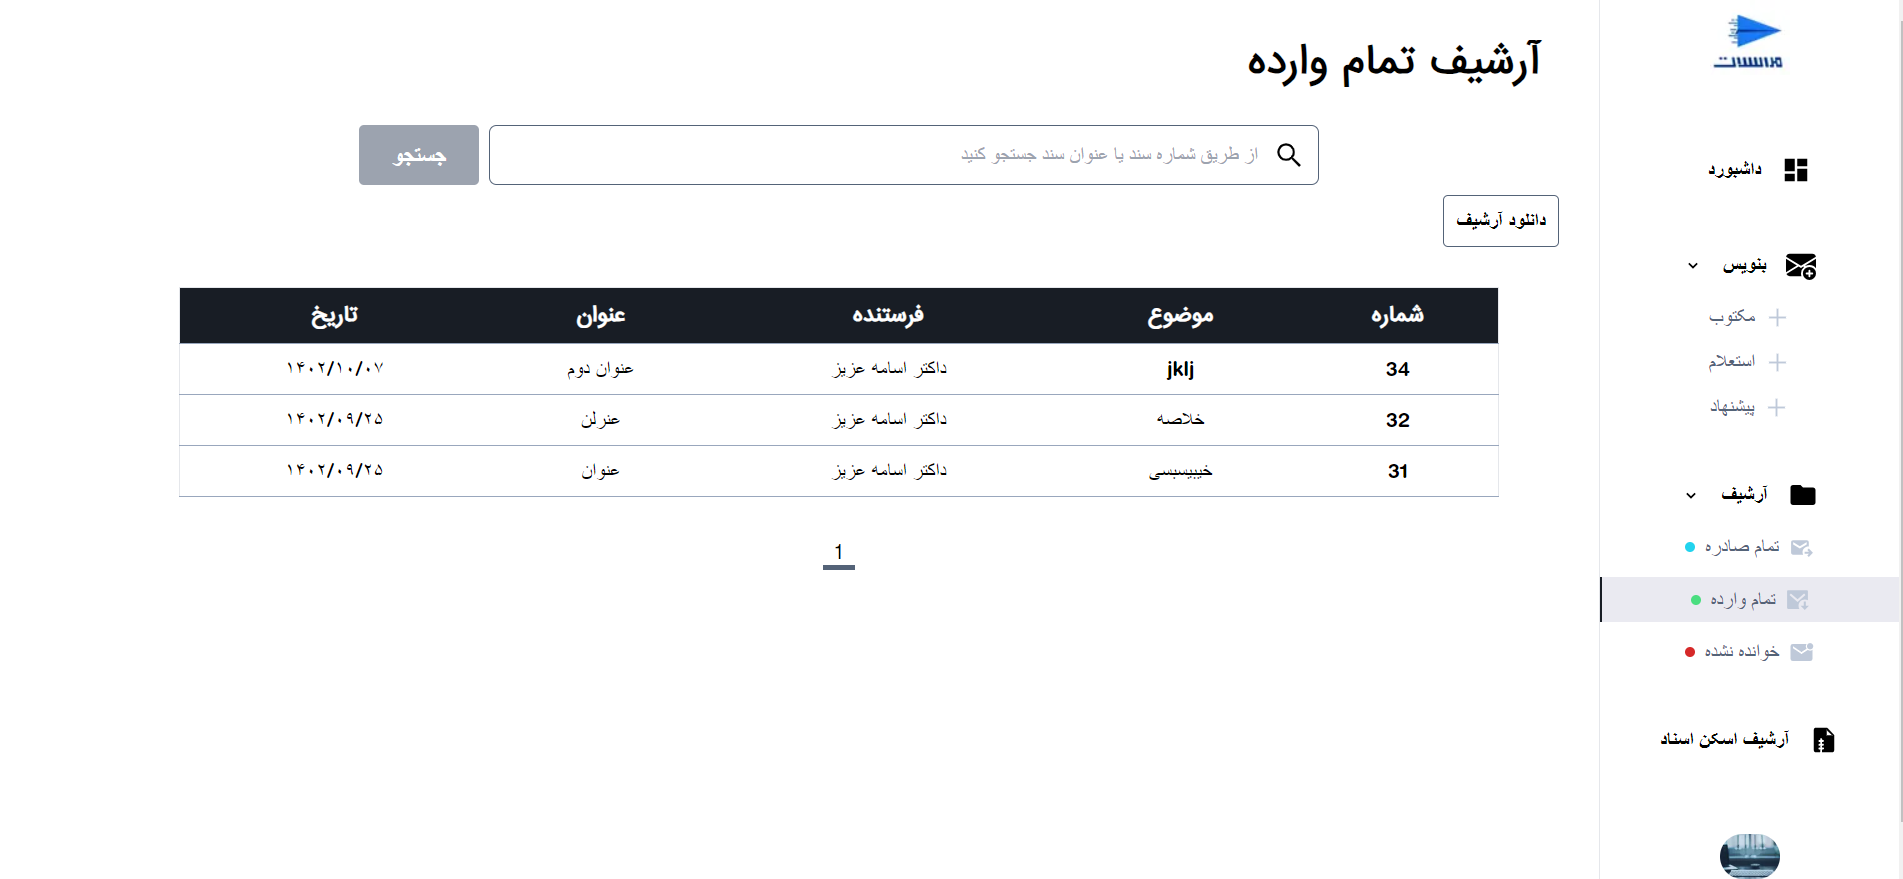 مراسلات
داشبورد
بنویس
مکتوب
استعلام
پیشنهاد
آرشیف
تمام صادره
تمام وارده
خوانده نشده
آرشیف اسکن اسناد
آرشیف تمام وارده
از طریق شماره سند یا عنوان سند جستجو کنید
جستجو
دانلود آرشیف
شماره موضوع فرستنده عنوان تاریخ
34 jklj داکتر اسامه عزیز عنوان دوم ۱۴۰۲/۱۰/۰۷
32 خلاصه داکتر اسامه عزیز عنرلن ۱۴۰۲/۰۹/۲۵
31 خیبیسبسی داکتر اسامه عزیز عنوان ۱۴۰۲/۰۹/۲۵
1